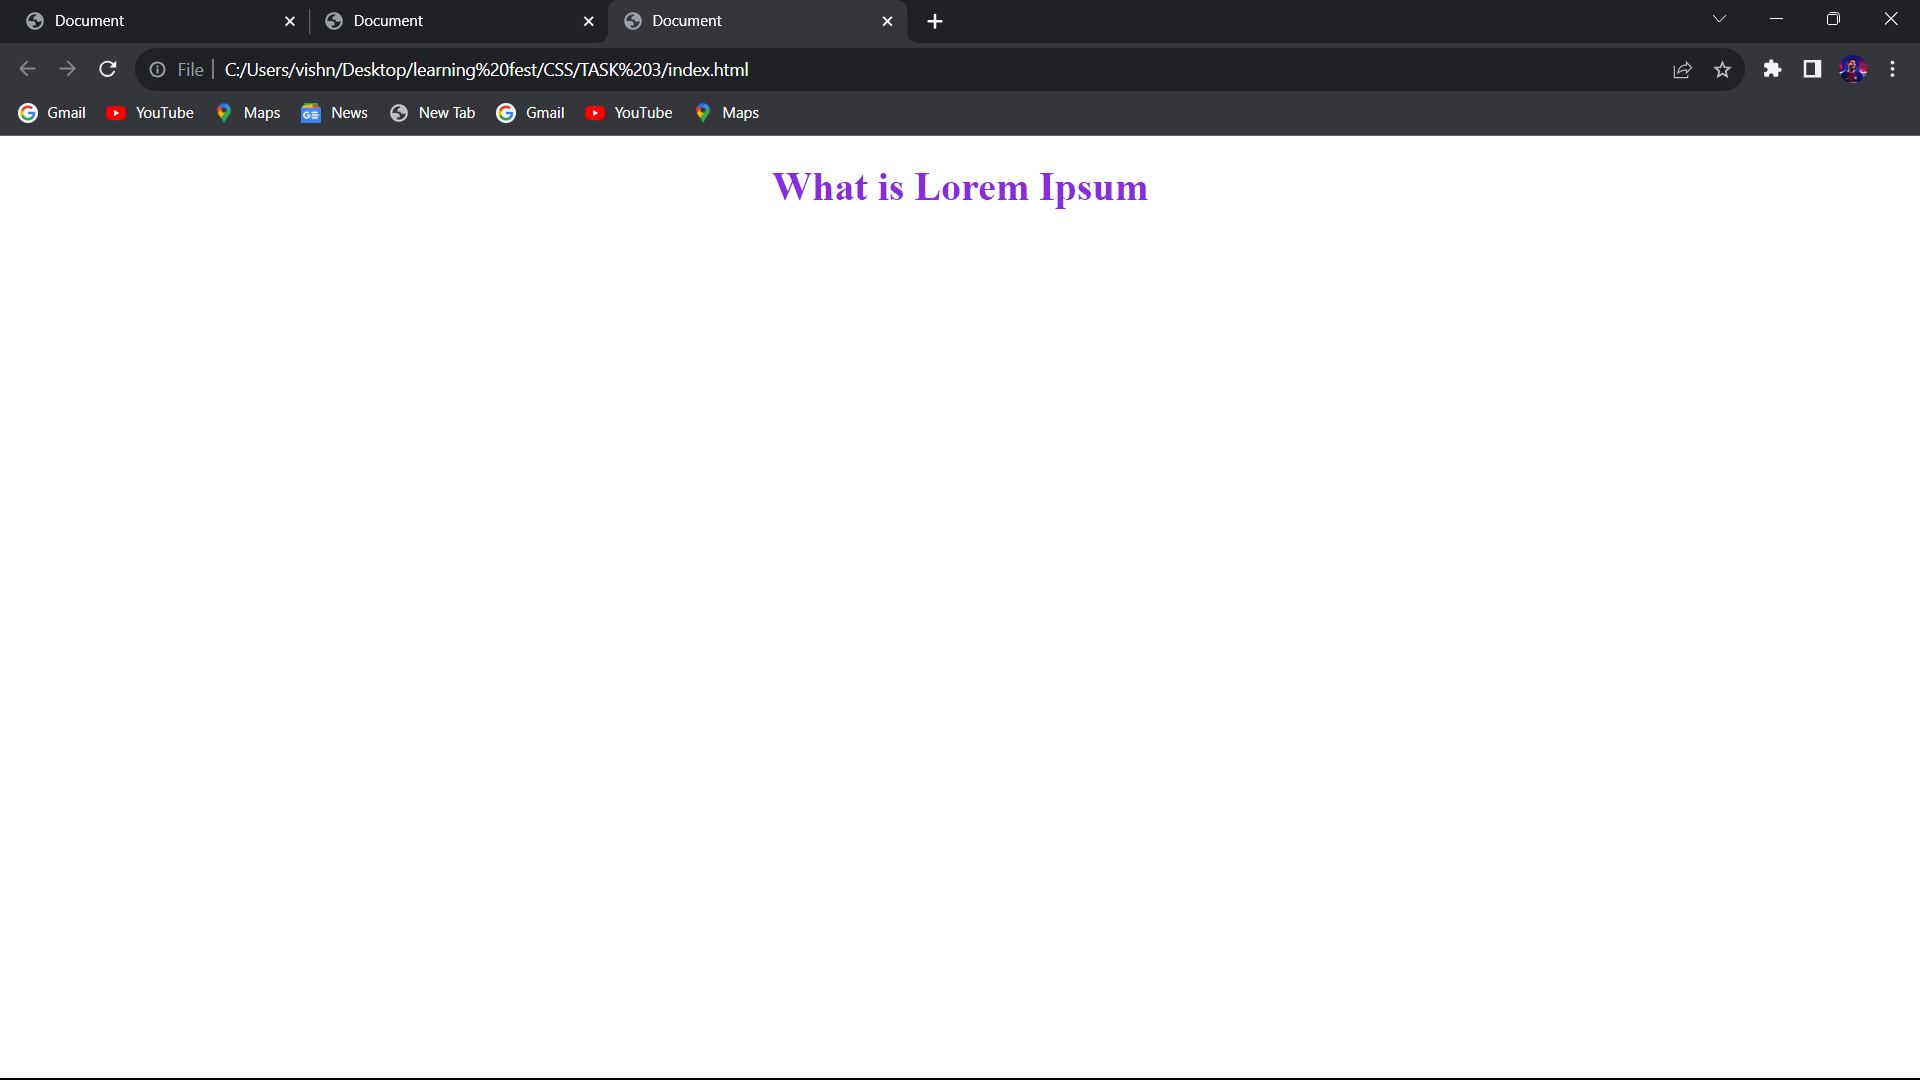 Document Document Document
File C:/Users/vishn/Desktop/learning%20fest/CSS/TASK%203/index.html
Gmail YouTube Maps News New Tab Gmail YouTube Maps
What is Lorem Ipsum